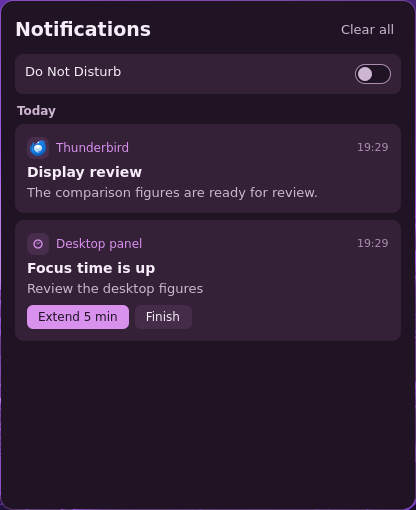 Notifications
Clear all
Do Not Disturb
Today
Thunderbird
19:29
Display review
The comparison figures are ready for review.
Desktop panel
19:29
Focus time is up
Review the desktop figures
Extend 5 min
Finish